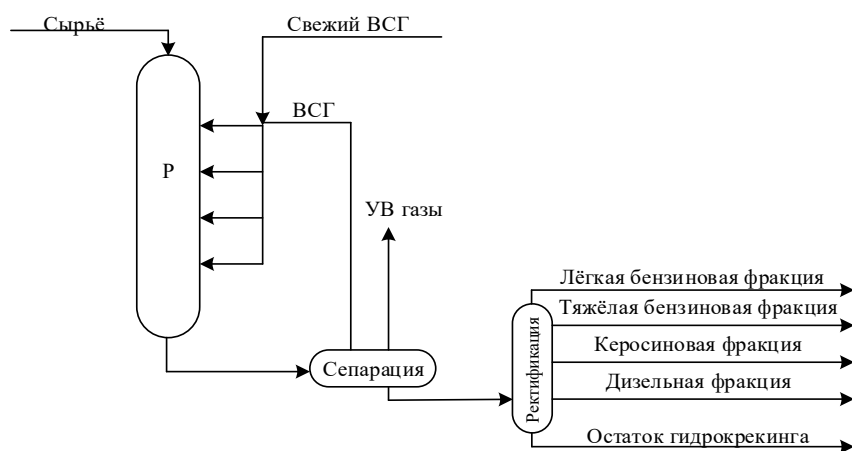 Сырьё
Свежий ВСГ
ВСГ
Р
УВ газы
Сепарация
Ректификация
Лёгкая бензиновая фракция
Тяжёлая бензиновая фракция
Керосиновая фракция
Дизельная фракция
Остаток гидрокрекинга